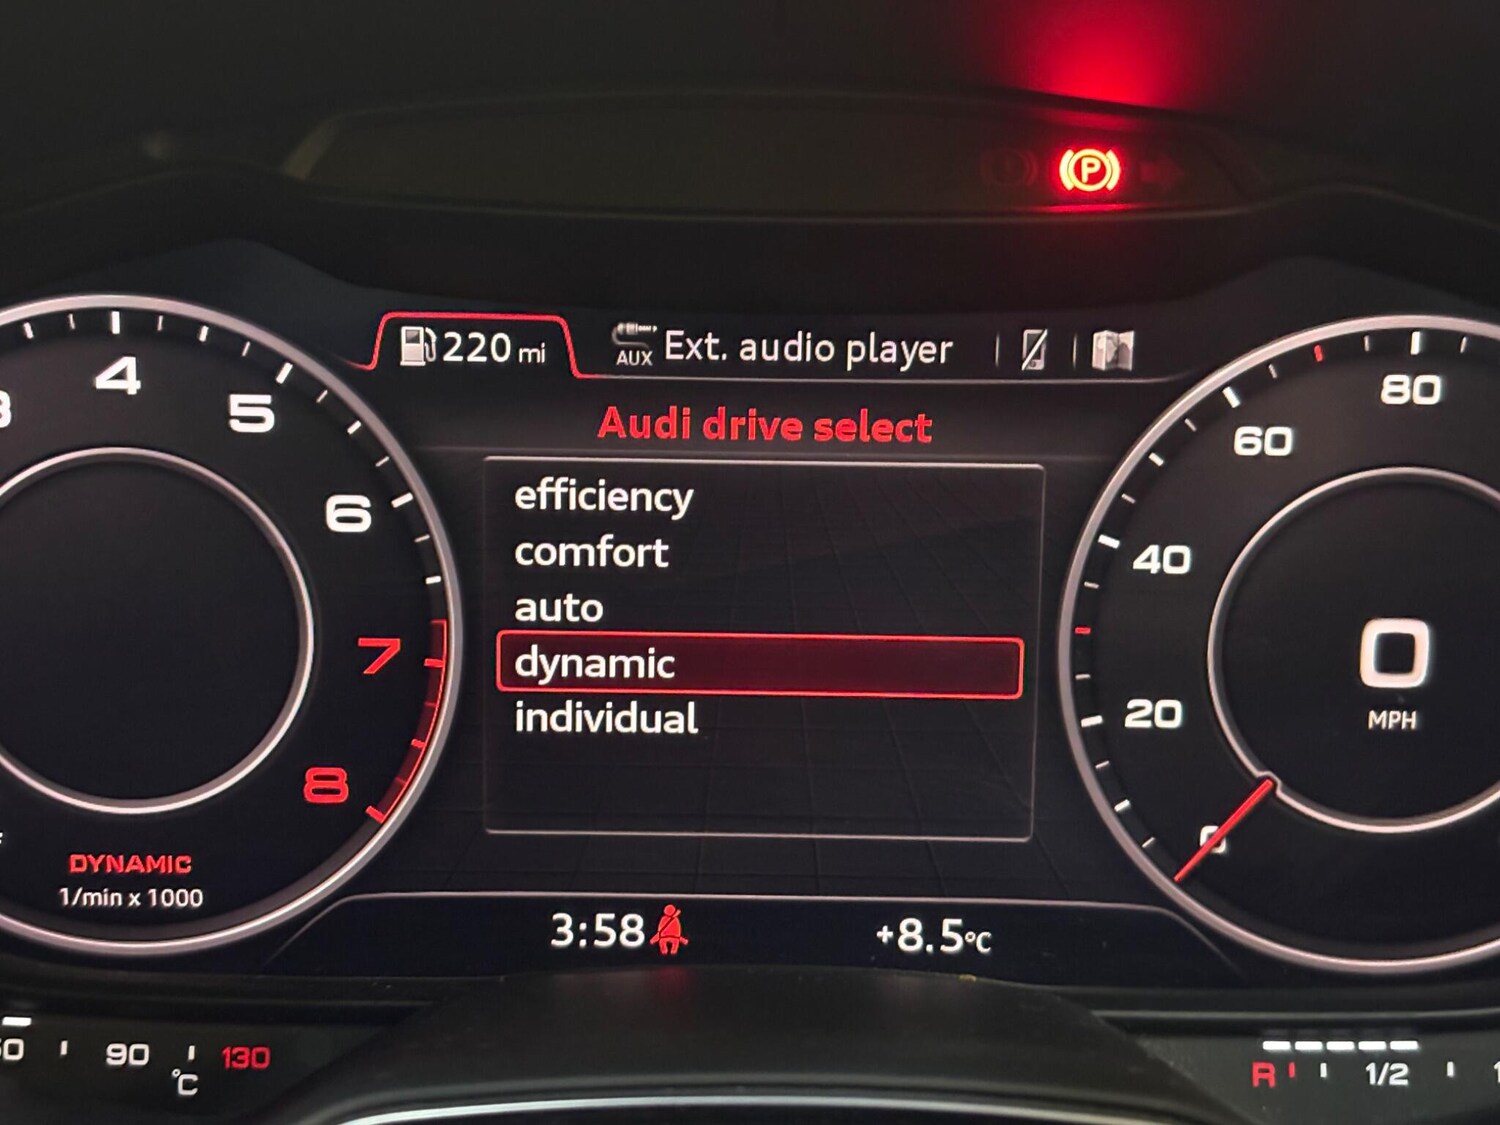 P
220 mi
AUX Ext. audio player
Audi drive select
efficiency
comfort
auto
dynamic
individual
4
5
6
7
8
DYNAMIC
1/min x 1000
80
60
40
20
0
0
MPH
3:58
+8.5°C
90
130
°C
R
1/2